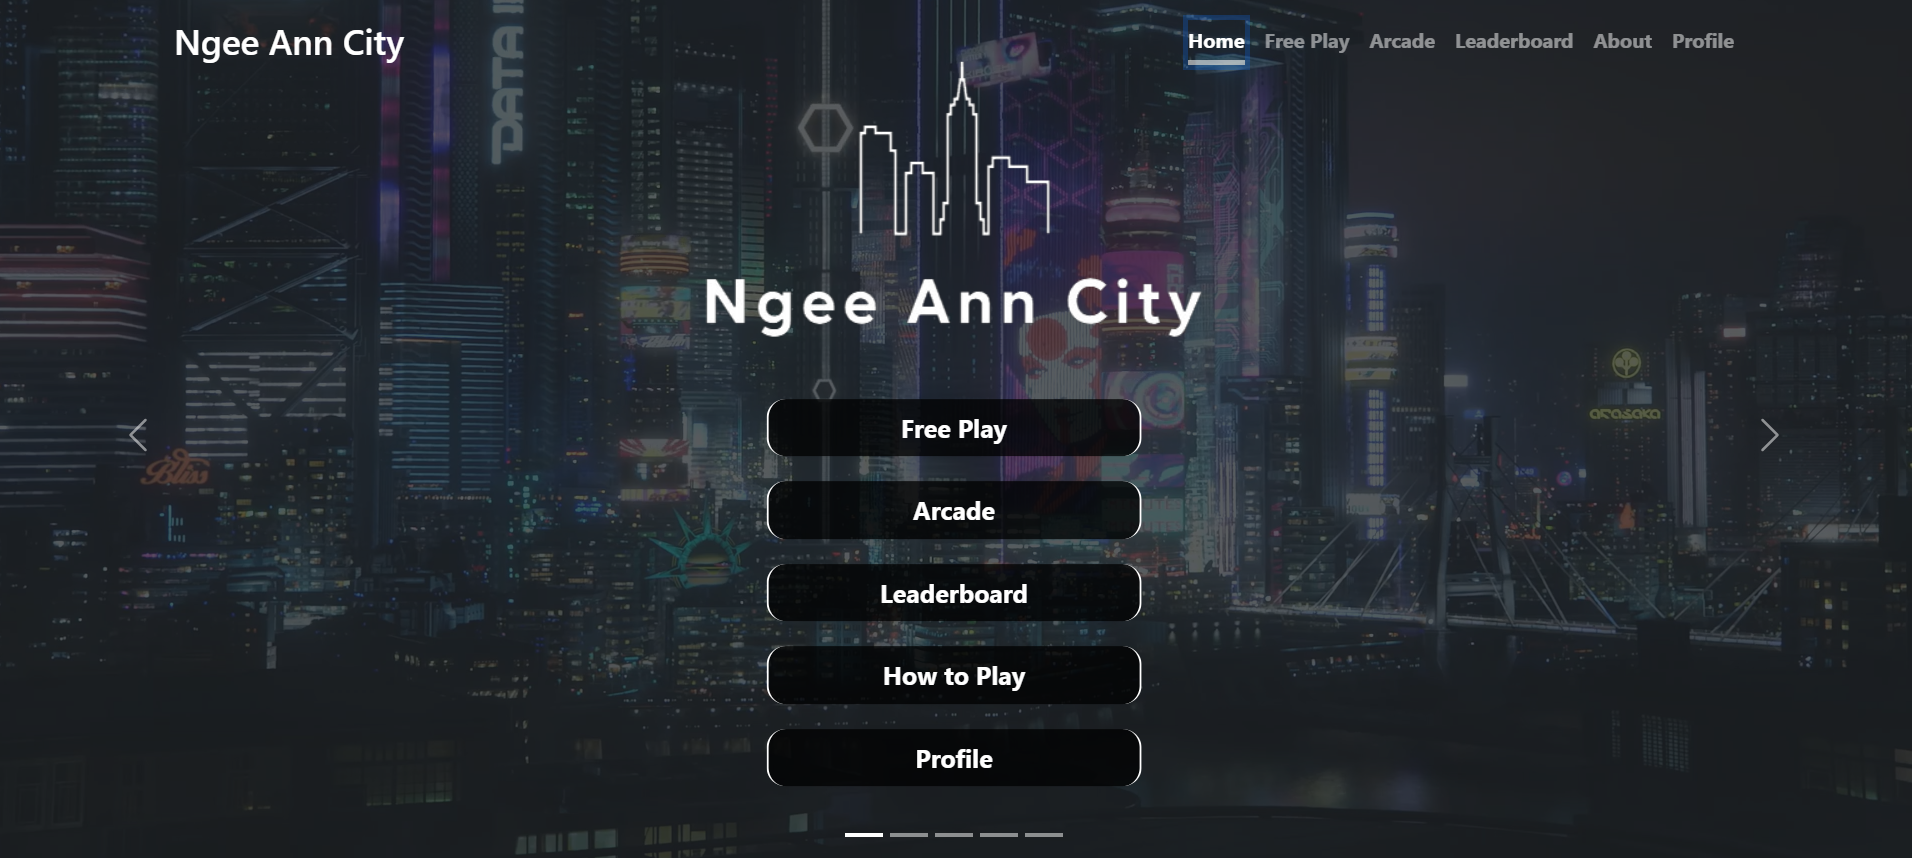 Ngee Ann City
Home Free Play Arcade Leaderboard About Profile
DATA
Ngee Ann City
Free Play
arasaka
Bliss
Arcade
Leaderboard
How to Play
Profile